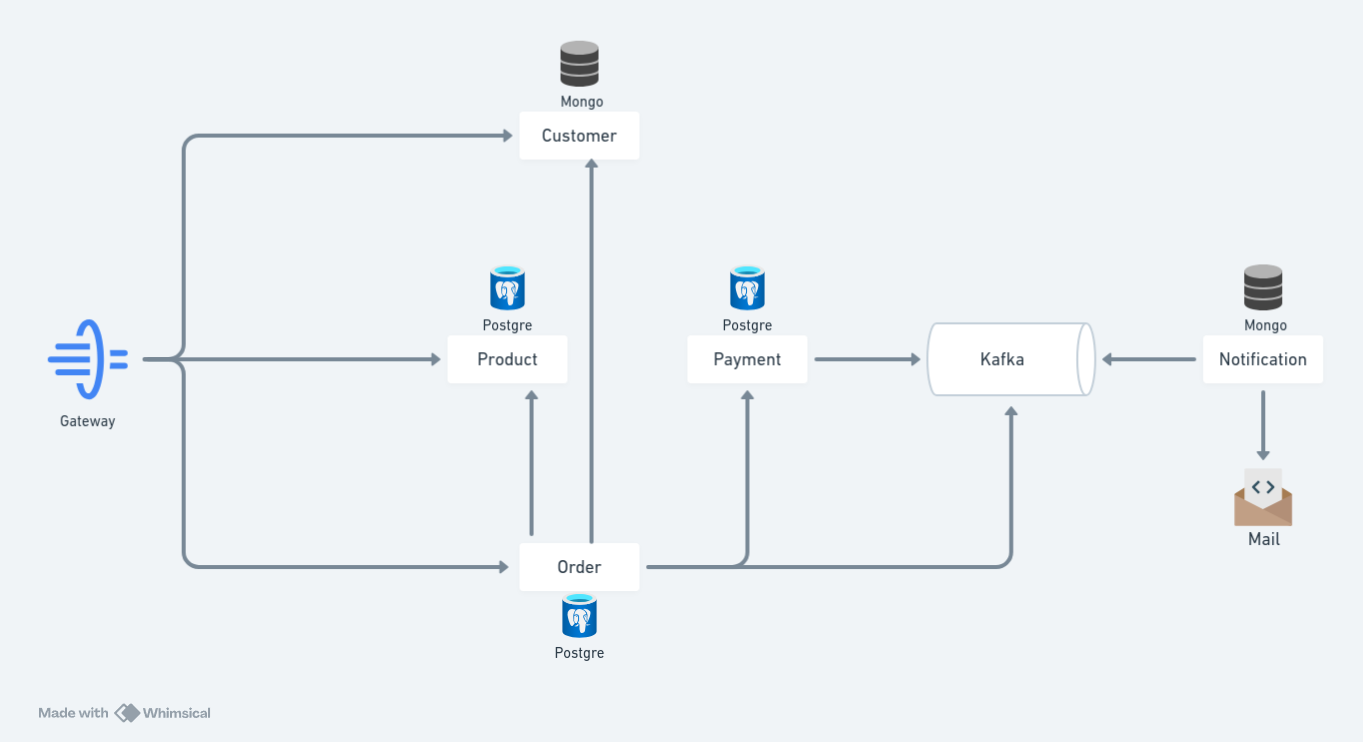 Mongo
Customer
Postgre
Product
Postgre
Payment
Kafka
Mongo
Notification
Gateway
Mail
Order
Postgre
Made with Whimsical